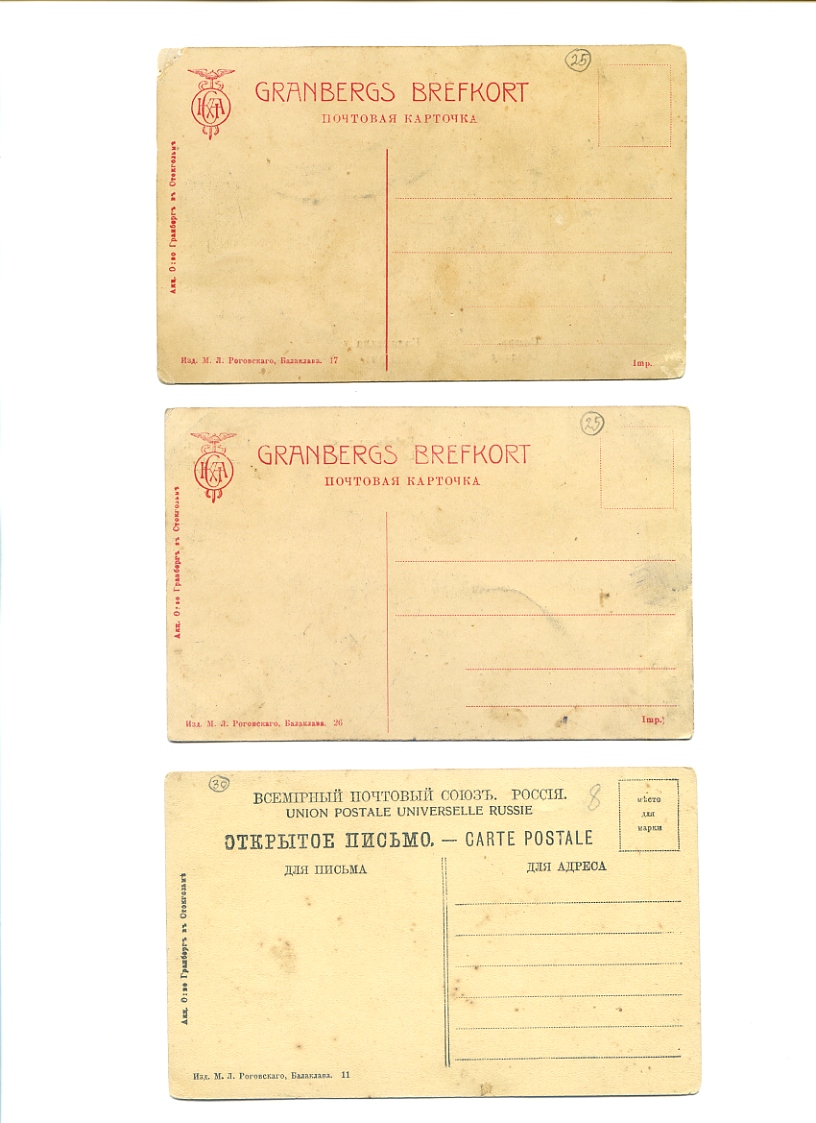 25
GRANBERGS BREFKORT
ПОЧТОВАЯ КАРТОЧКА
Акц. О-во Гранбергъ въ Стокгольмѣ
Изд. М. Л. Роговскаго, Балаклава. 17
Imp.
25
GRANBERGS BREFKORT
ПОЧТОВАЯ КАРТОЧКА
Акц. О-во Гранбергъ въ Стокгольмѣ
Изд. М. Л. Роговскаго, Балаклава. 26
Imp.
30
ВСЕМІРНЫЙ ПОЧТОВЫЙ СОЮЗЪ. РОССІЯ.
8
UNION POSTALE UNIVERSELLE RUSSIE
ОТКРЫТОЕ ПИСЬМО. — CARTE POSTALE
мѣсто
для
марки
ДЛЯ ПИСЬМА
ДЛЯ АДРЕСА
Акц. О-во Гранбергъ въ Стокгольмѣ
Изд. М. Л. Роговскаго, Балаклава. 11